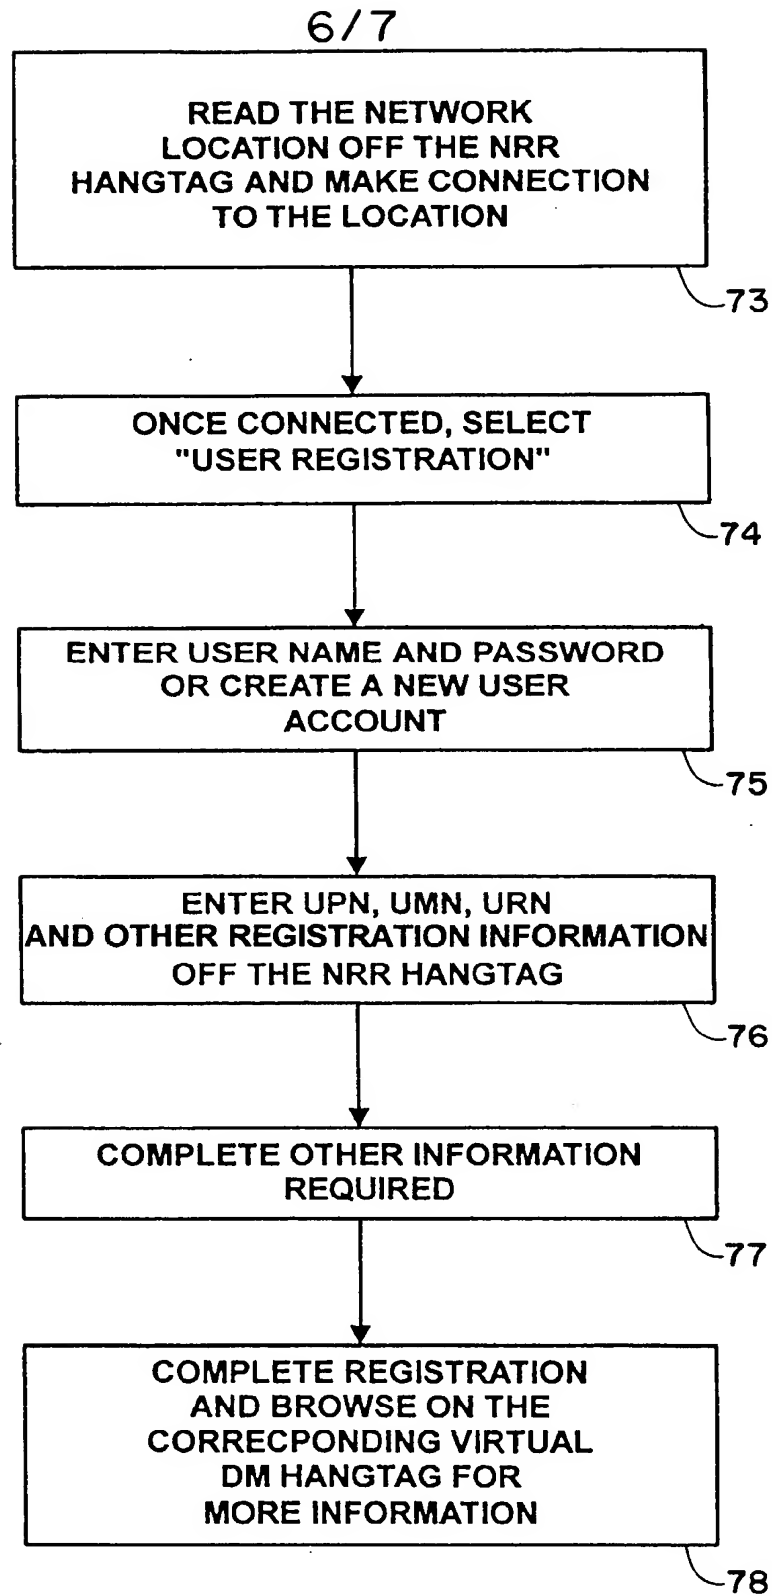 6/7
READ THE NETWORK
LOCATION OFF THE NRR
HANGTAG AND MAKE CONNECTION
TO THE LOCATION
73
ONCE CONNECTED, SELECT
"USER REGISTRATION"
74
ENTER USER NAME AND PASSWORD
OR CREATE A NEW USER
ACCOUNT
75
ENTER UPN, UMN, URN
AND OTHER REGISTRATION INFORMATION
OFF THE NRR HANGTAG
76
COMPLETE OTHER INFORMATION
REQUIRED
77
COMPLETE REGISTRATION
AND BROWSE ON THE
CORRECPONDING VIRTUAL
DM HANGTAG FOR
MORE INFORMATION
78